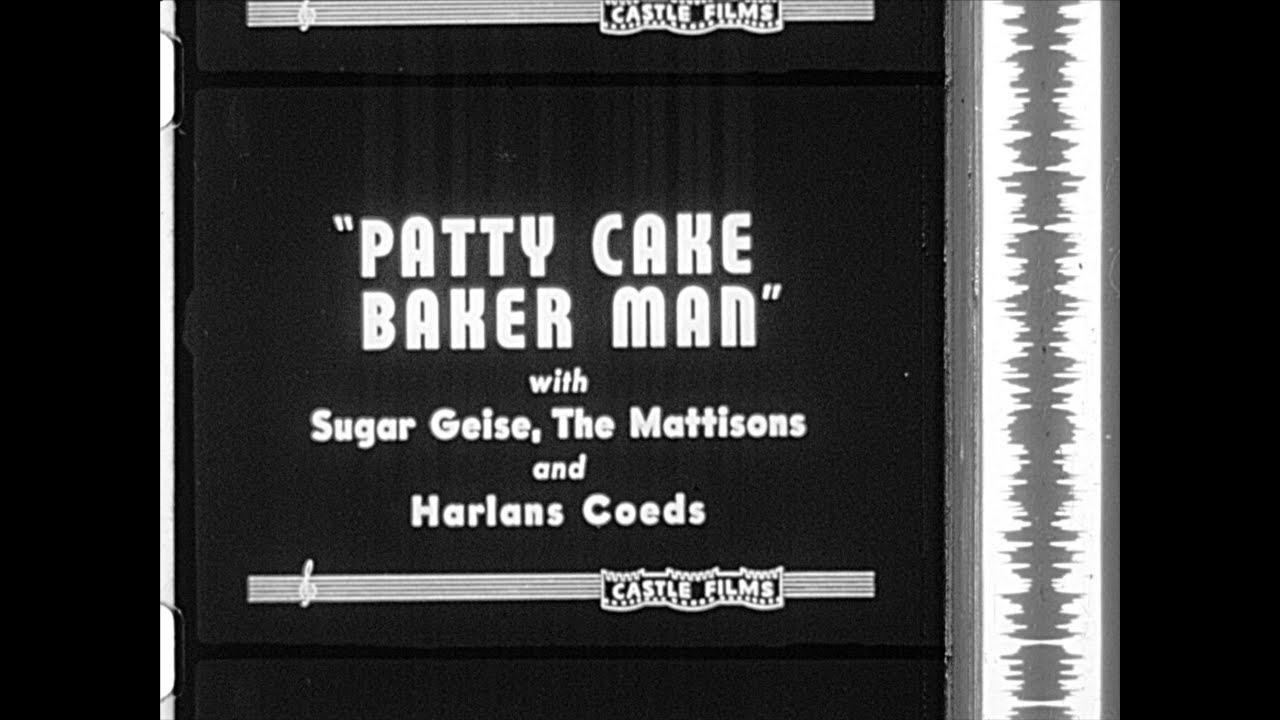 CASTLE FILMS
"PATTY CAKE
BAKER MAN"
with
Sugar Geise, The Mattisons
and
Harlans Coeds
CASTLE FILMS